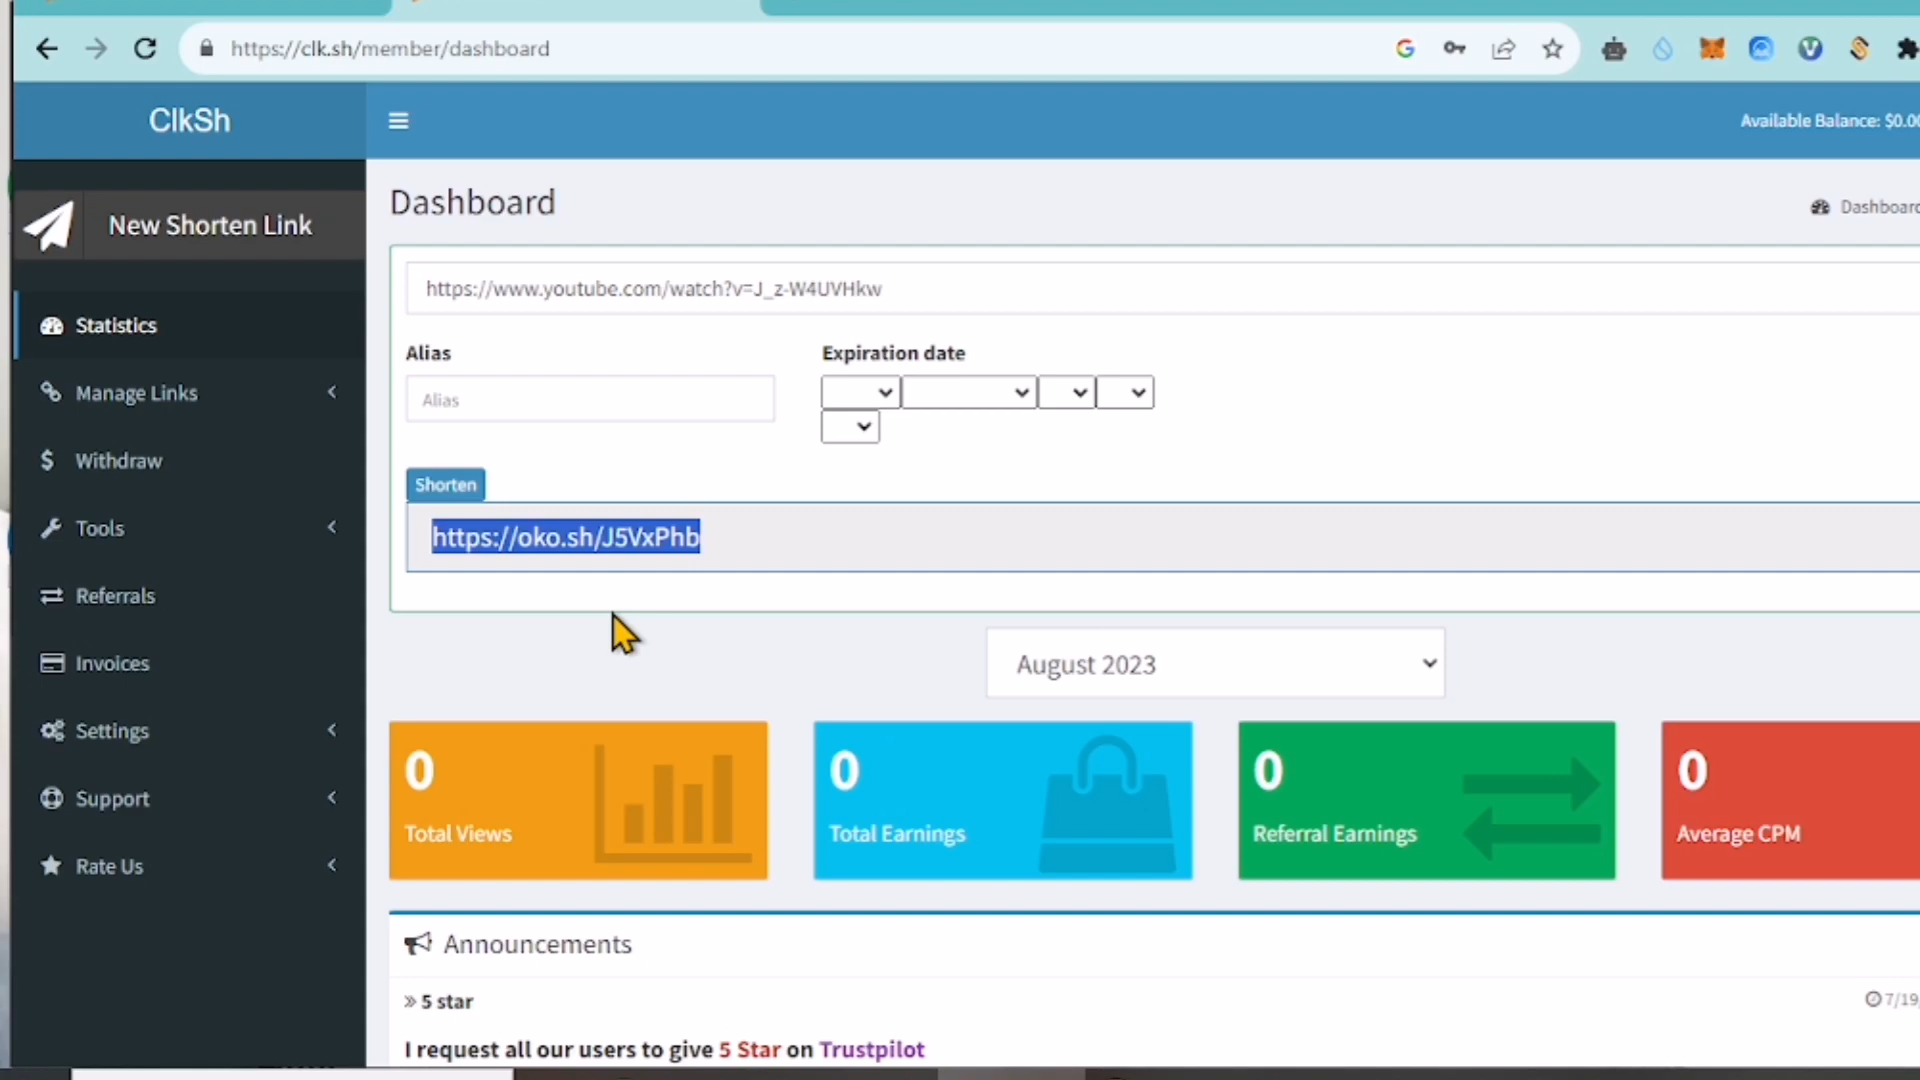 https://clk.sh/member/dashboard
ClkSh
Available Balance: $0.00
New Shorten Link
Dashboard
Dashboard
https://www.youtube.com/watch?v=J_z-W4UVHkw
Statistics
Alias
Expiration date
Manage Links
Alias
Withdraw
Shorten
Tools
https://oko.sh/J5VxPhb
Referrals
Invoices
August 2023
Settings
0
0
0
0
Support
Total Views
Total Earnings
Referral Earnings
Average CPM
Rate Us
Announcements
» 5 star
7/19/
I request all our users to give 5 Star on Trustpilot